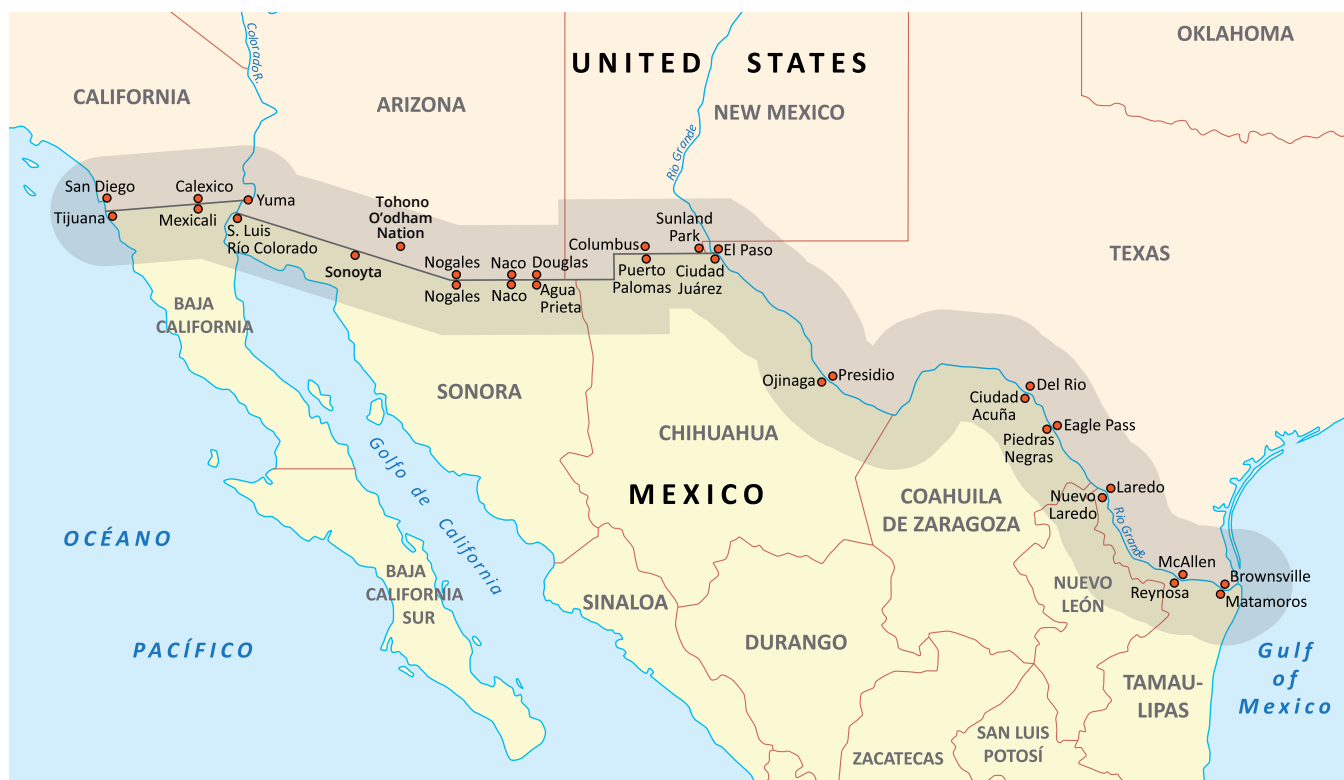 Colorado R.
UNITED STATES
OKLAHOMA
CALIFORNIA
ARIZONA
NEW MEXICO
Rio Grande
San Diego
Tijuana
Calexico
Mexicali
Yuma
S. Luis
Río Colorado
Tohono
O'odham
Nation
Sonoyta
Nogales
Nogales
Naco
Naco
Douglas
Agua
Prieta
Columbus
Puerto
Palomas
Sunland
Park
El Paso
Ciudad
Juárez
TEXAS
BAJA
CALIFORNIA
SONORA
CHIHUAHUA
Ojinaga
Presidio
Del Rio
Ciudad
Acuña
Eagle Pass
Piedras
Negras
Golfo de California
MEXICO
COAHUILA
DE ZARAGOZA
Laredo
Nuevo
Laredo
Rio Grande
OCÉANO
PACÍFICO
BAJA
CALIFORNIA
SUR
SINALOA
DURANGO
NUEVO
LEÓN
McAllen
Reynosa
Brownsville
Matamoros
Gulf
of
Mexico
TAMAU-
LIPAS
ZACATECAS
SAN LUIS
POTOSÍ